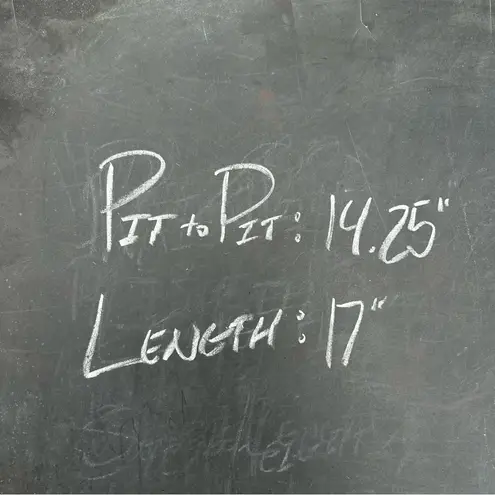 Pit to Pit: 14.25"
Length: 17"